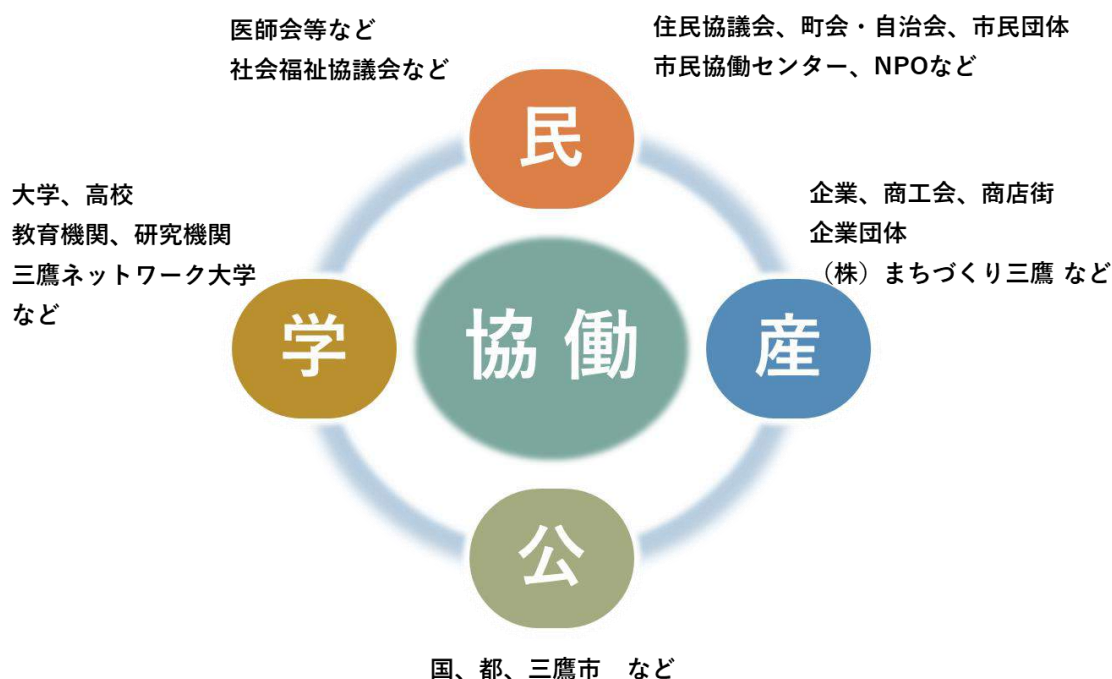 医師会等など
社会福祉協議会など
住民協議会、町会・自治会、市民団体
市民協働センター、NPOなど
民
大学、高校
教育機関、研究機関
三鷹ネットワーク大学
など
企業、商工会、商店街
企業団体
（株）まちづくり三鷹 など
学
協働
産
公
国、都、三鷹市　など